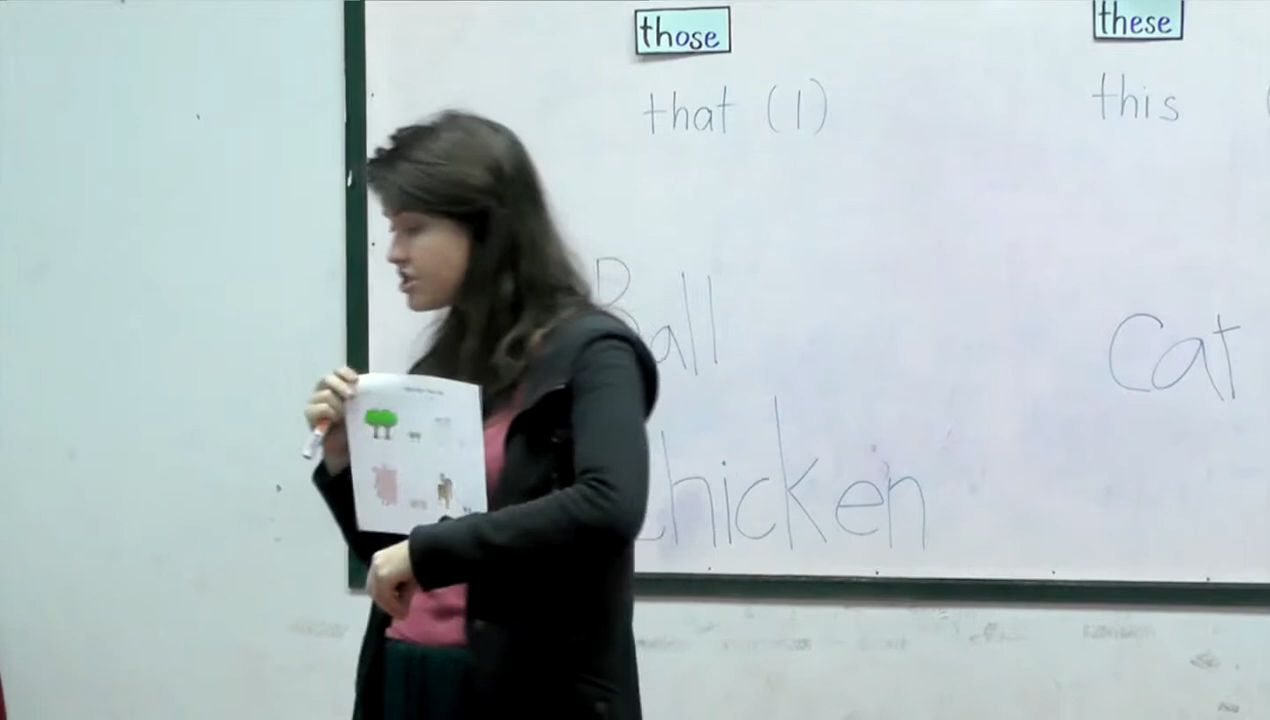 those
these
that (1)
this (
Ball
cat
chicken